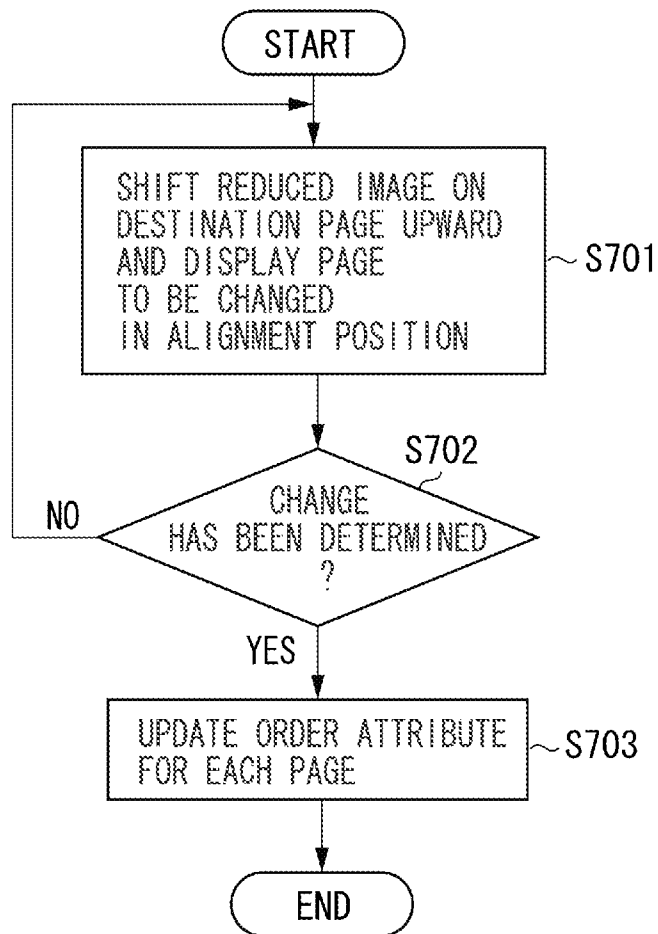 START
SHIFT REDUCED IMAGE ON
DESTINATION PAGE UPWARD
AND DISPLAY PAGE
TO BE CHANGED
IN ALIGNMENT POSITION
S701
S702
CHANGE
HAS BEEN DETERMINED
?
NO
YES
UPDATE ORDER ATTRIBUTE
FOR EACH PAGE
S703
END